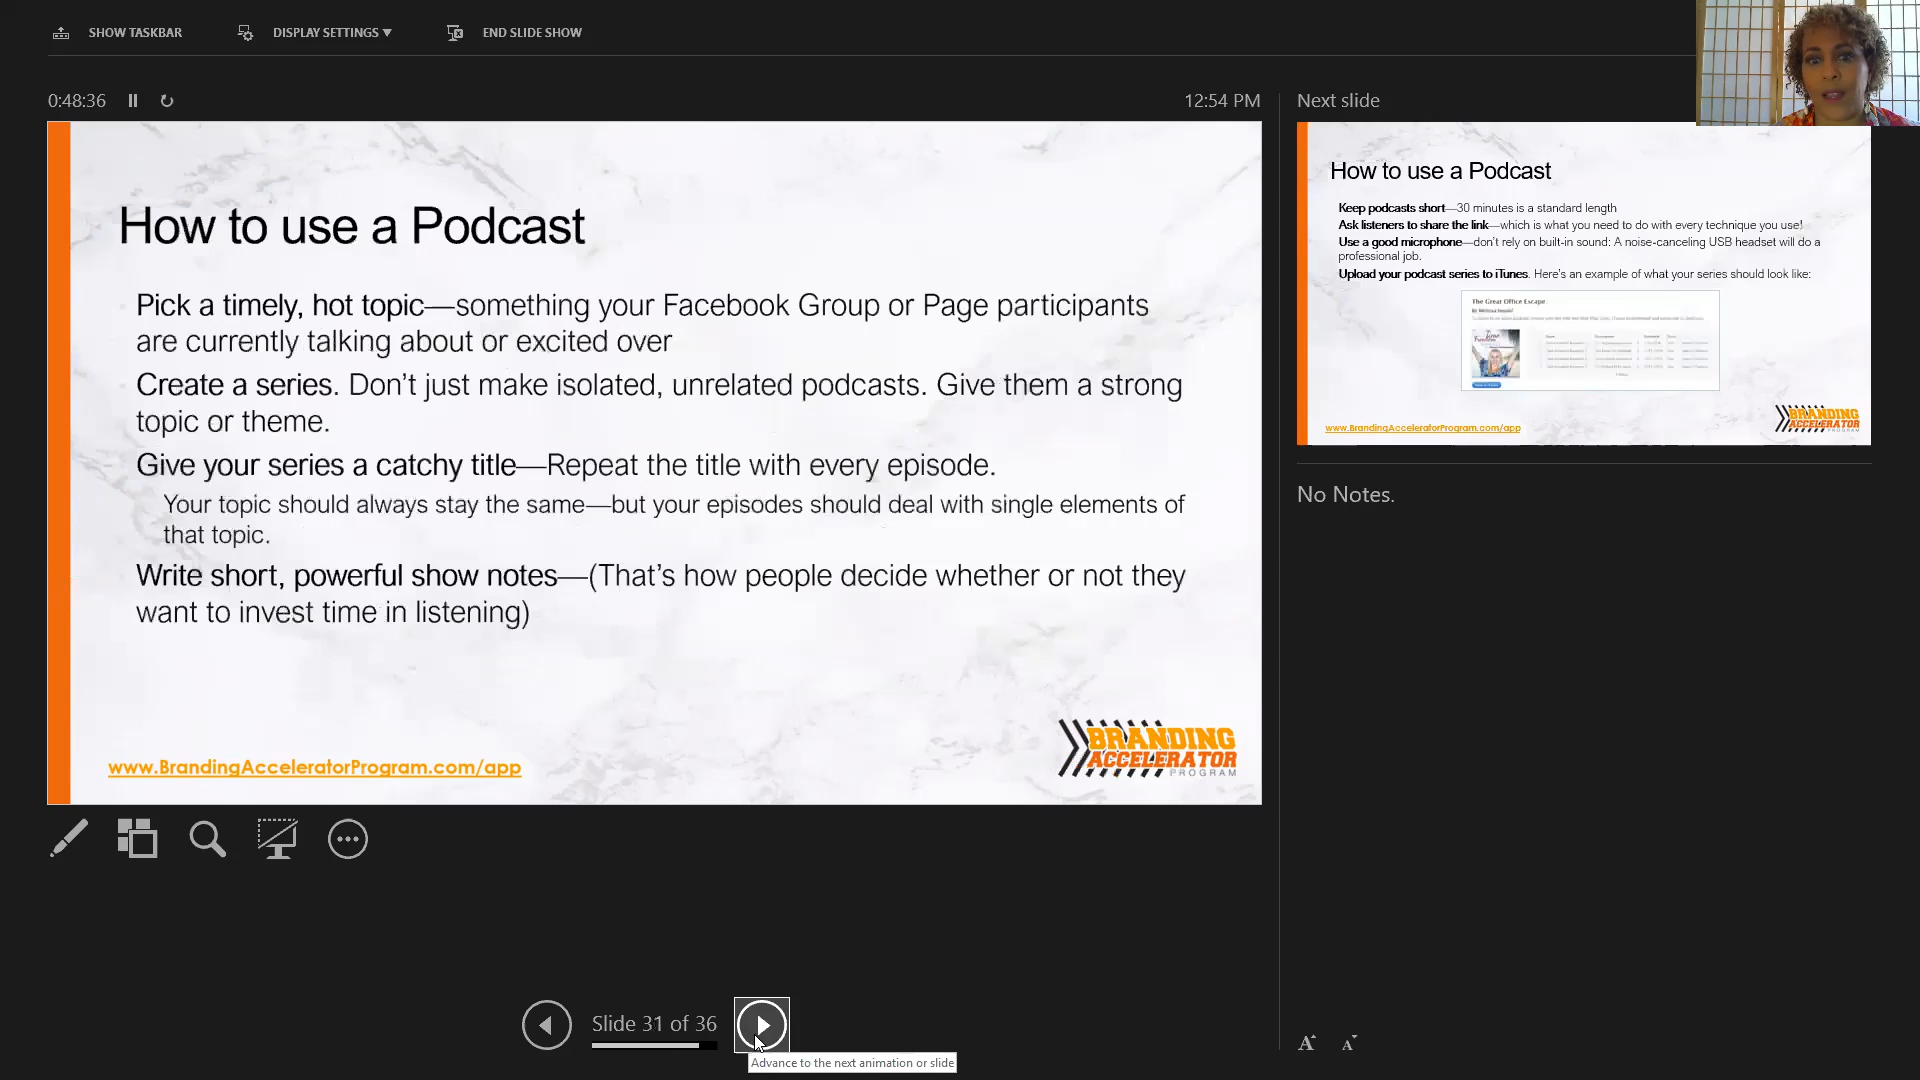 SHOW TASKBAR
DISPLAY SETTINGS ▼
END SLIDE SHOW
0:48:36
12:54 PM
How to use a Podcast
Pick a timely, hot topic—something your Facebook Group or Page participants
are currently talking about or excited over
Create a series. Don’t just make isolated, unrelated podcasts. Give them a strong
topic or theme.
Give your series a catchy title—Repeat the title with every episode.
Your topic should always stay the same—but your episodes should deal with single elements of
that topic.
Write short, powerful show notes—(That’s how people decide whether or not they
want to invest time in listening)
www.BrandingAcceleratorProgram.com/app
BRANDING
ACCELERATOR
PROGRAM
Slide 31 of 36
Advance to the next animation or slide
Next slide
How to use a Podcast
Keep podcasts short—30 minutes is a standard length
Ask listeners to share the link—which is what you need to do with every technique you use!
Use a good microphone—don’t rely on built-in sound: A noise-canceling USB headset will do a
professional job.
Upload your podcast series to iTunes. Here’s an example of what your series should look like:
The Great Office Escape
www.BrandingAcceleratorProgram.com/app
BRANDING
ACCELERATOR
PROGRAM
No Notes.
A
A